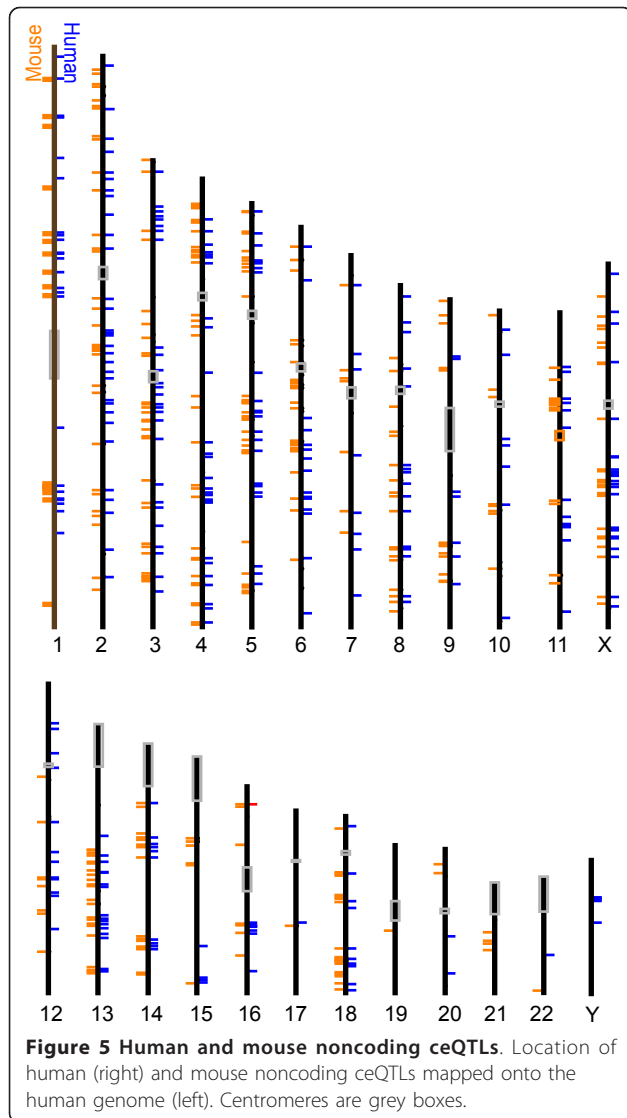 Mouse
Human
1 2 3 4 5 6 7 8 9 10 11 X
12 13 14 15 16 17 18 19 20 21 22 Y
Figure 5 Human and mouse noncoding ceQTLs. Location of
human (right) and mouse noncoding ceQTLs mapped onto the
human genome (left). Centromeres are grey boxes.